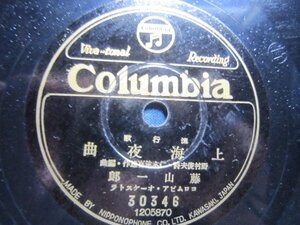 Viva-tonal Recording
Columbia
流行歌
上海夜曲
藤山一郎
コロムビア・オーケストラ
30346
1205870
MADE BY NIPPONOPHONE CO., LTD. KAWASAKI, JAPAN.